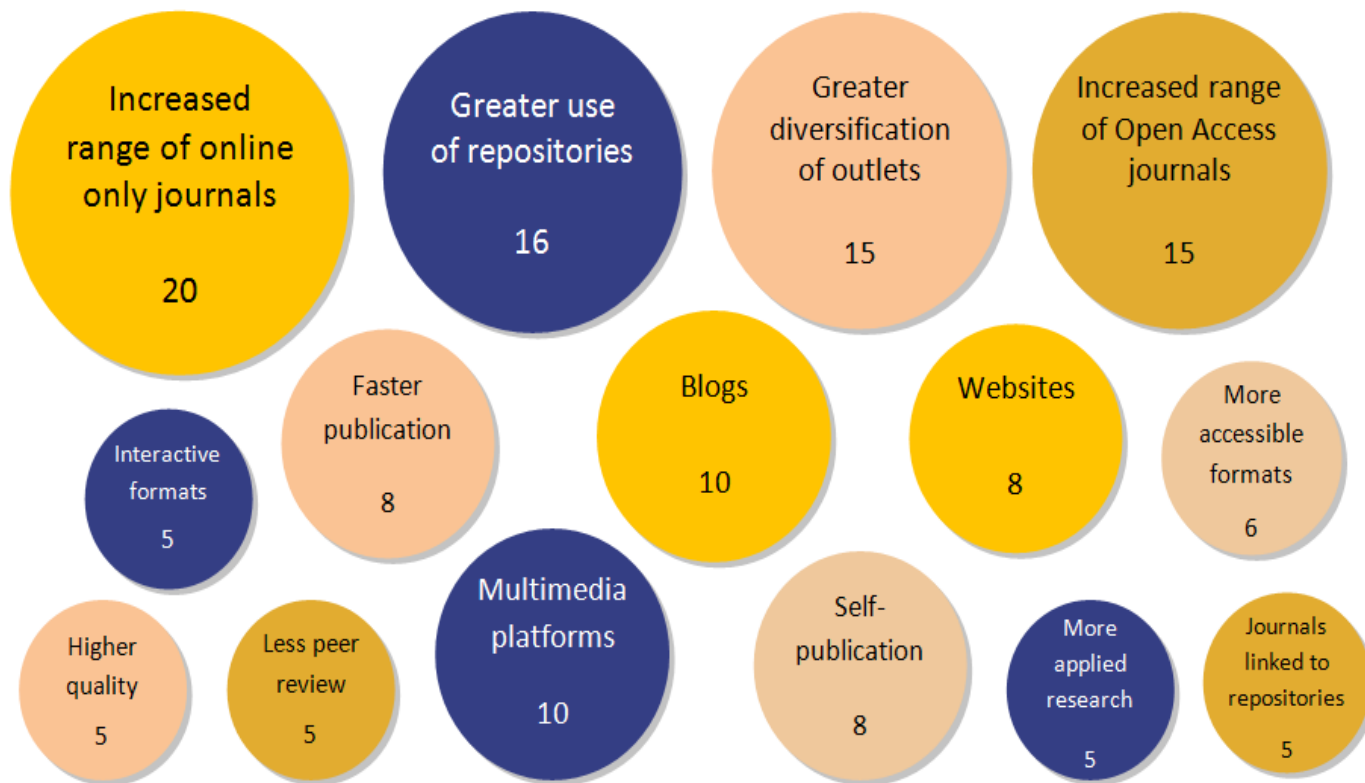 Increased
range of online
only journals
20
Greater use
of repositories
16
Greater
diversification
of outlets
15
Increased range
of Open Access
journals
15
Interactive
formats
5
Faster
publication
8
Blogs
10
Websites
8
More
accessible
formats
6
Higher
quality
5
Less peer
review
5
Multimedia
platforms
10
Self-
publication
8
More
applied
research
5
Journals
linked to
repositories
5